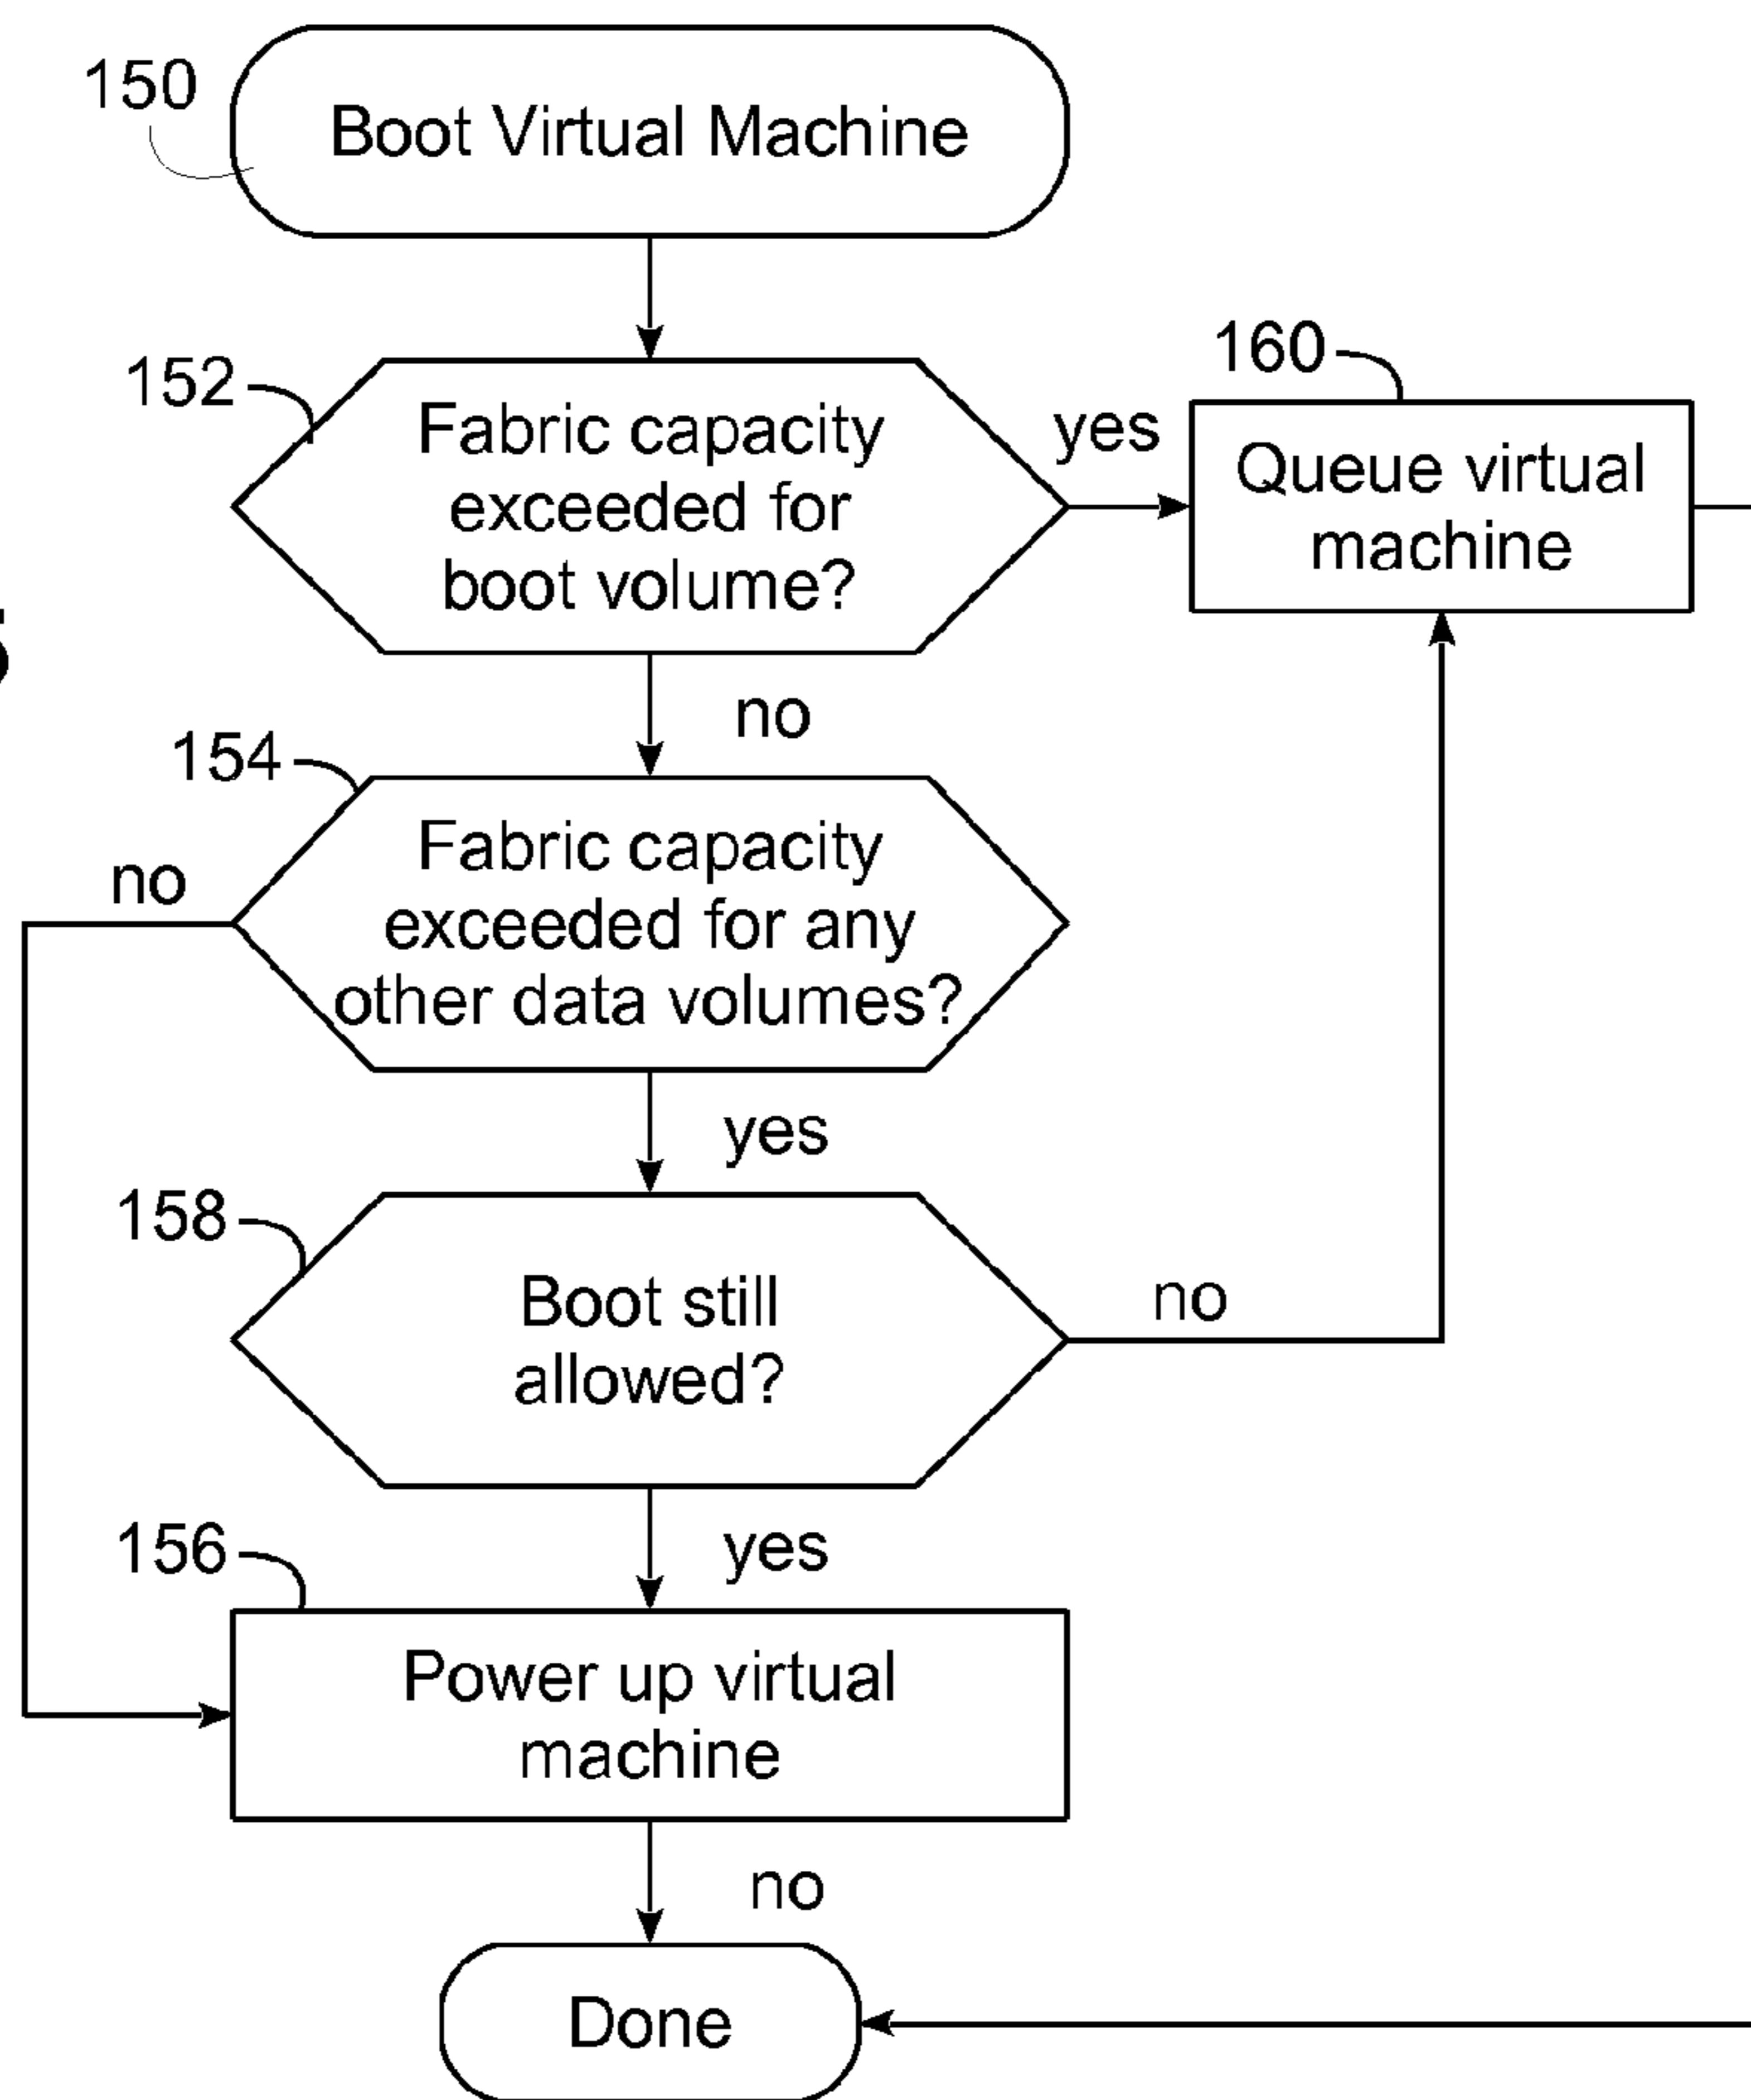 150
Boot Virtual Machine
152
Fabric capacity
exceeded for
boot volume?
yes
160
Queue virtual
machine
no
154
Fabric capacity
exceeded for any
other data volumes?
no
yes
158
Boot still
allowed?
no
yes
156
Power up virtual
machine
no
Done